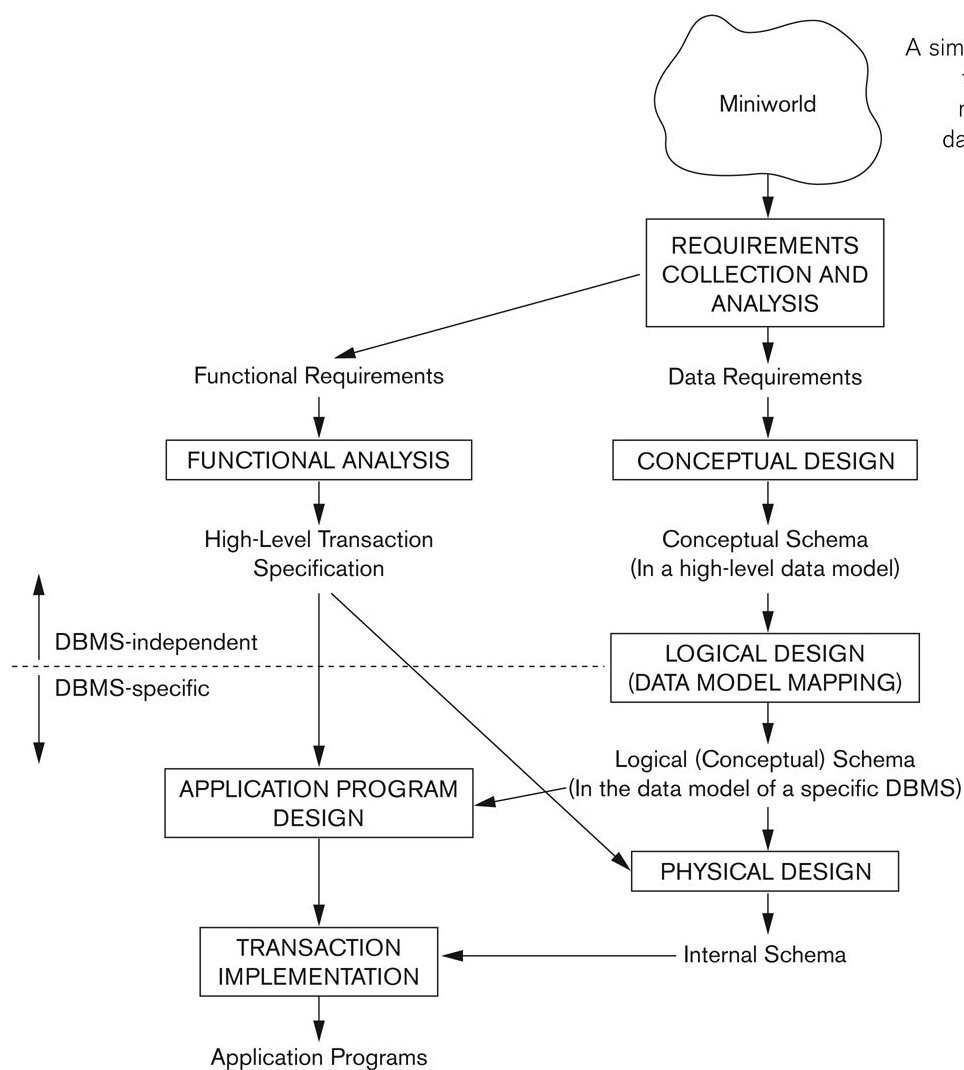 Miniworld
A sim
da
REQUIREMENTS
COLLECTION AND
ANALYSIS
Functional Requirements
Data Requirements
FUNCTIONAL ANALYSIS
CONCEPTUAL DESIGN
High-Level Transaction
Specification
Conceptual Schema
(In a high-level data model)
DBMS-independent
DBMS-specific
LOGICAL DESIGN
(DATA MODEL MAPPING)
Logical (Conceptual) Schema
(In the data model of a specific DBMS)
APPLICATION PROGRAM
DESIGN
PHYSICAL DESIGN
TRANSACTION
IMPLEMENTATION
Internal Schema
Application Programs